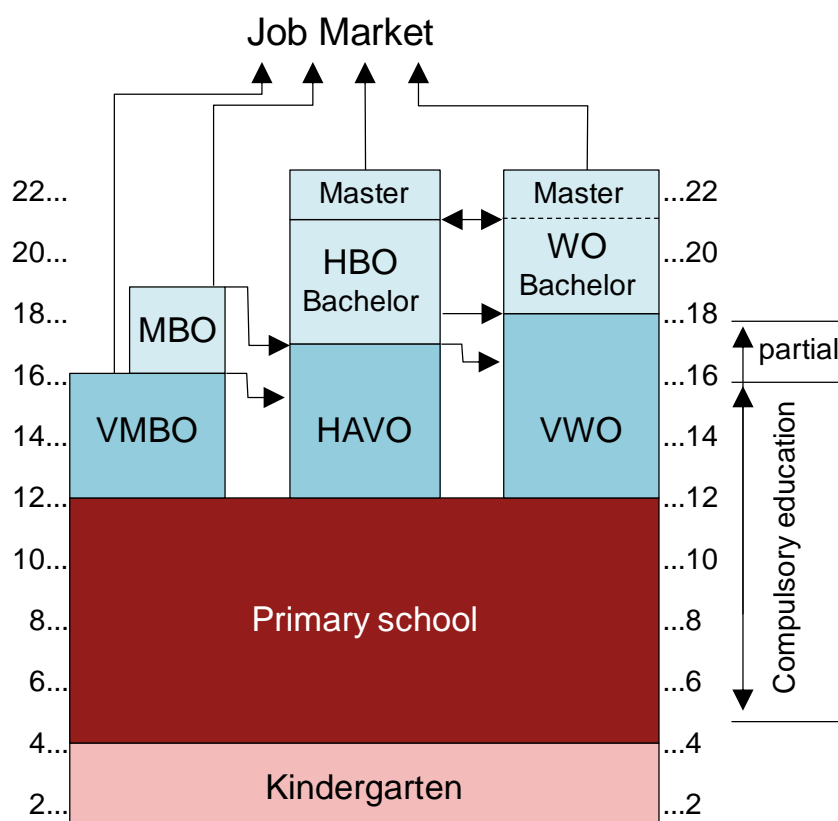 Job Market
22...
Master
Master
...22
20...
HBO
Bachelor
WO
Bachelor
...20
18...
MBO
...18
partial
16...
...16
VMBO
HAVO
VWO
14...
...14
12...
...12
Compulsory education
10...
...10
Primary school
8...
...8
6...
...6
4...
...4
Kindergarten
2...
...2